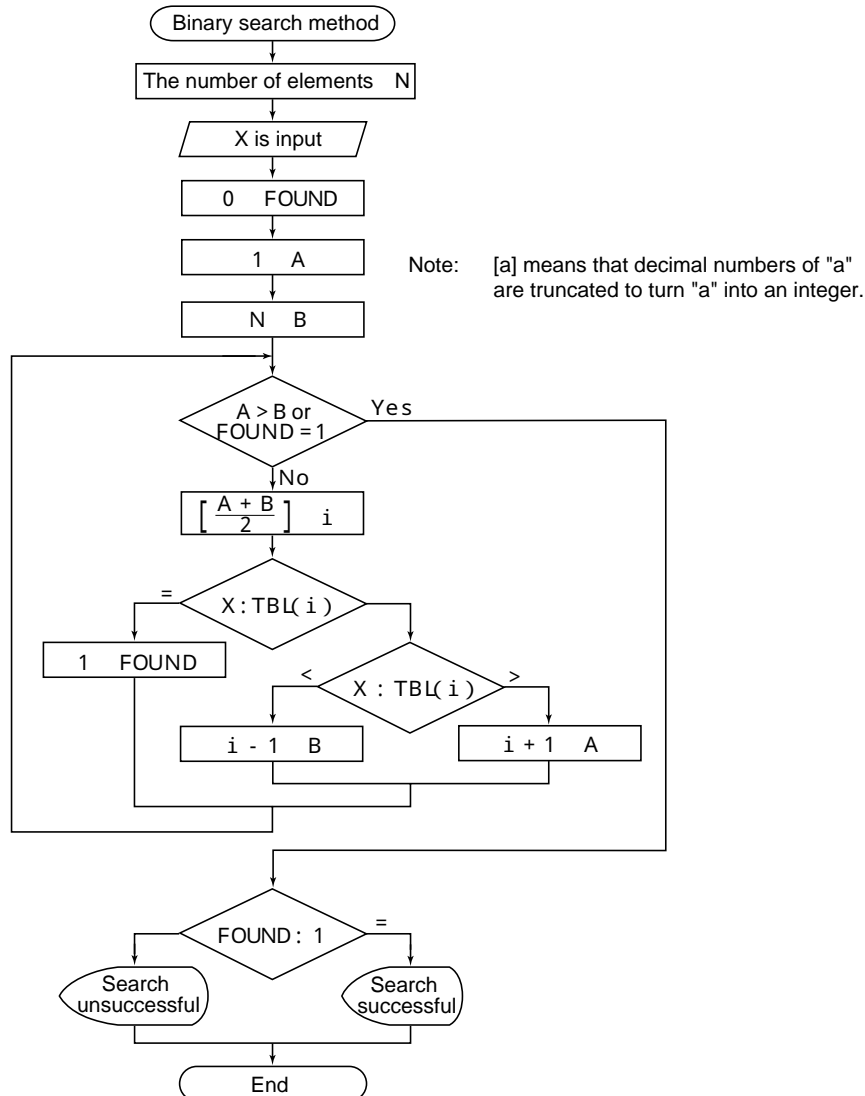 Binary search method
The number of elements N
X is input
0 FOUND
1 A
Note: [a] means that decimal numbers of "a"
are truncated to turn "a" into an integer.
N B
A > B or
FOUND = 1
Yes
No
[ A + B
2 ] i
=
X : TBL( i )
1 FOUND
<
X : TBL( i )
>
i - 1 B
i + 1 A
FOUND : 1
=
Search
unsuccessful
Search
successful
End